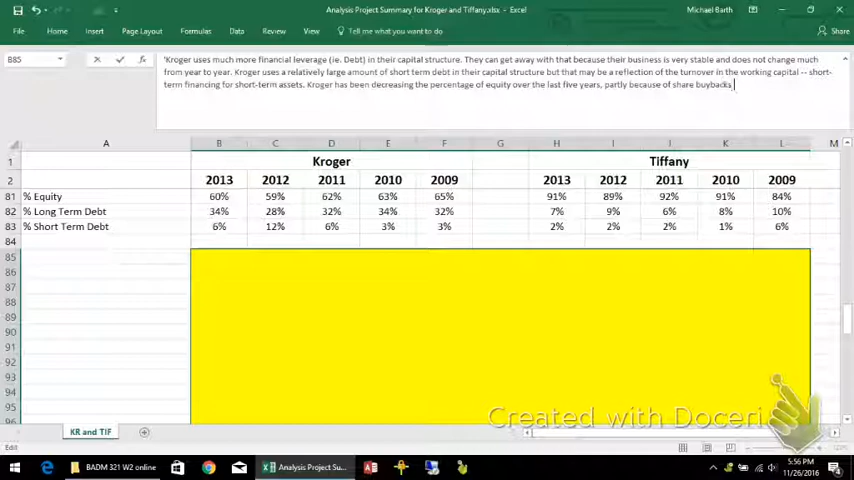 Analysis Project Summary for Kroger and Tiffany.xlsx - Excel
Michael Barth
File Home Insert Page Layout Formulas Data Review View Tell me what you want to do Share
B85
fx
'Kroger uses much more financial leverage (ie. Debt) in their capital structure. They can get away with that because their business is very stable and does not change much
from year to year. Kroger uses a relatively large amount of short term debt in their capital structure but that may be a reflection of the turnover in the working capital -- short-
term financing for short-term assets. Kroger has been decreasing the percentage of equity over the last five years, partly because of share buybacks
A B C D E F G H I J K L M
1 Kroger Tiffany
2 2013 2012 2011 2010 2009 2013 2012 2011 2010 2009
81 % Equity 60% 59% 62% 63% 65% 91% 89% 92% 91% 84%
82 % Long Term Debt 34% 28% 32% 34% 32% 7% 9% 6% 8% 10%
83 % Short Term Debt 6% 12% 6% 3% 3% 2% 2% 2% 1% 6%
84
85
86
87
88
89
90
91
92
93
94
95
96
Created with Doceri
KR and TIF
Edit
BADM 321 W2 online
Analysis Project Su...
5:56 PM
11/26/2016
4